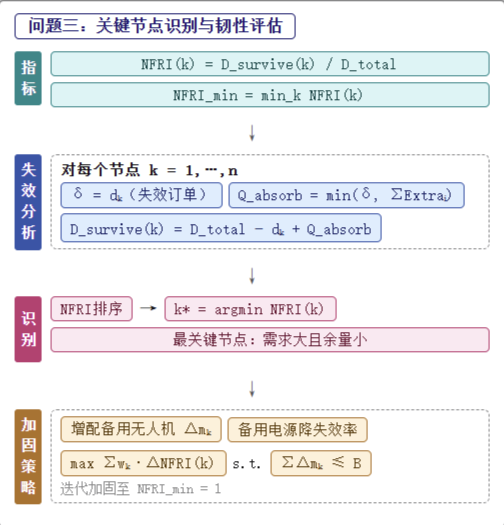 问题三：关键节点识别与韧性评估
指标
NFRI(k) = D_survive(k) / D_total
NFRI_min = min_k NFRI(k)
失效分析
对每个节点 k = 1,…,n
δ = dₖ（失效订单）
Q_absorb = min(δ, ΣExtraᵢ)
D_survive(k) = D_total − dₖ + Q_absorb
识别
NFRI排序 → k* = argmin NFRI(k)
最关键节点：需求大且余量小
加固策略
增配备用无人机 Δmₖ
备用电源降失效率
max Σwₖ·ΔNFRI(k) s.t. ΣΔmₖ ≤ B
迭代加固至 NFRI_min = 1